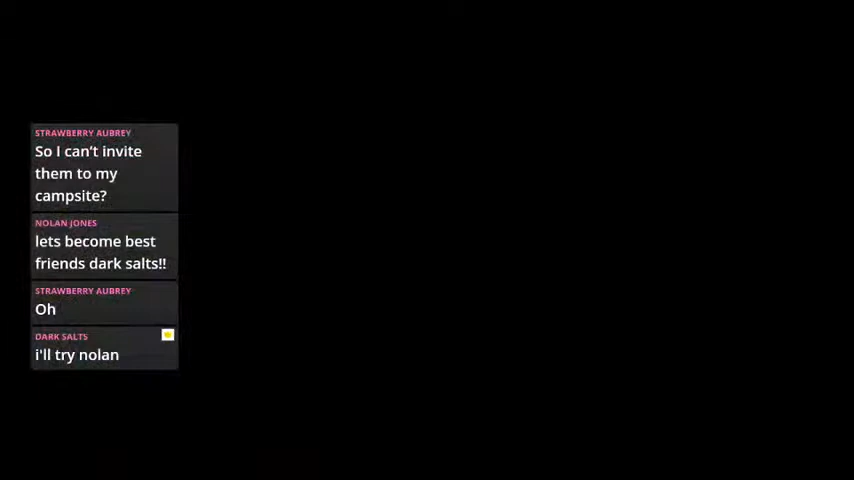 STRAWBERRY AUBREY
So I can't invite
them to my
campsite?
NOLAN JONES
lets become best
friends dark salts!!
STRAWBERRY AUBREY
Oh
DARK SALTS
i'll try nolan